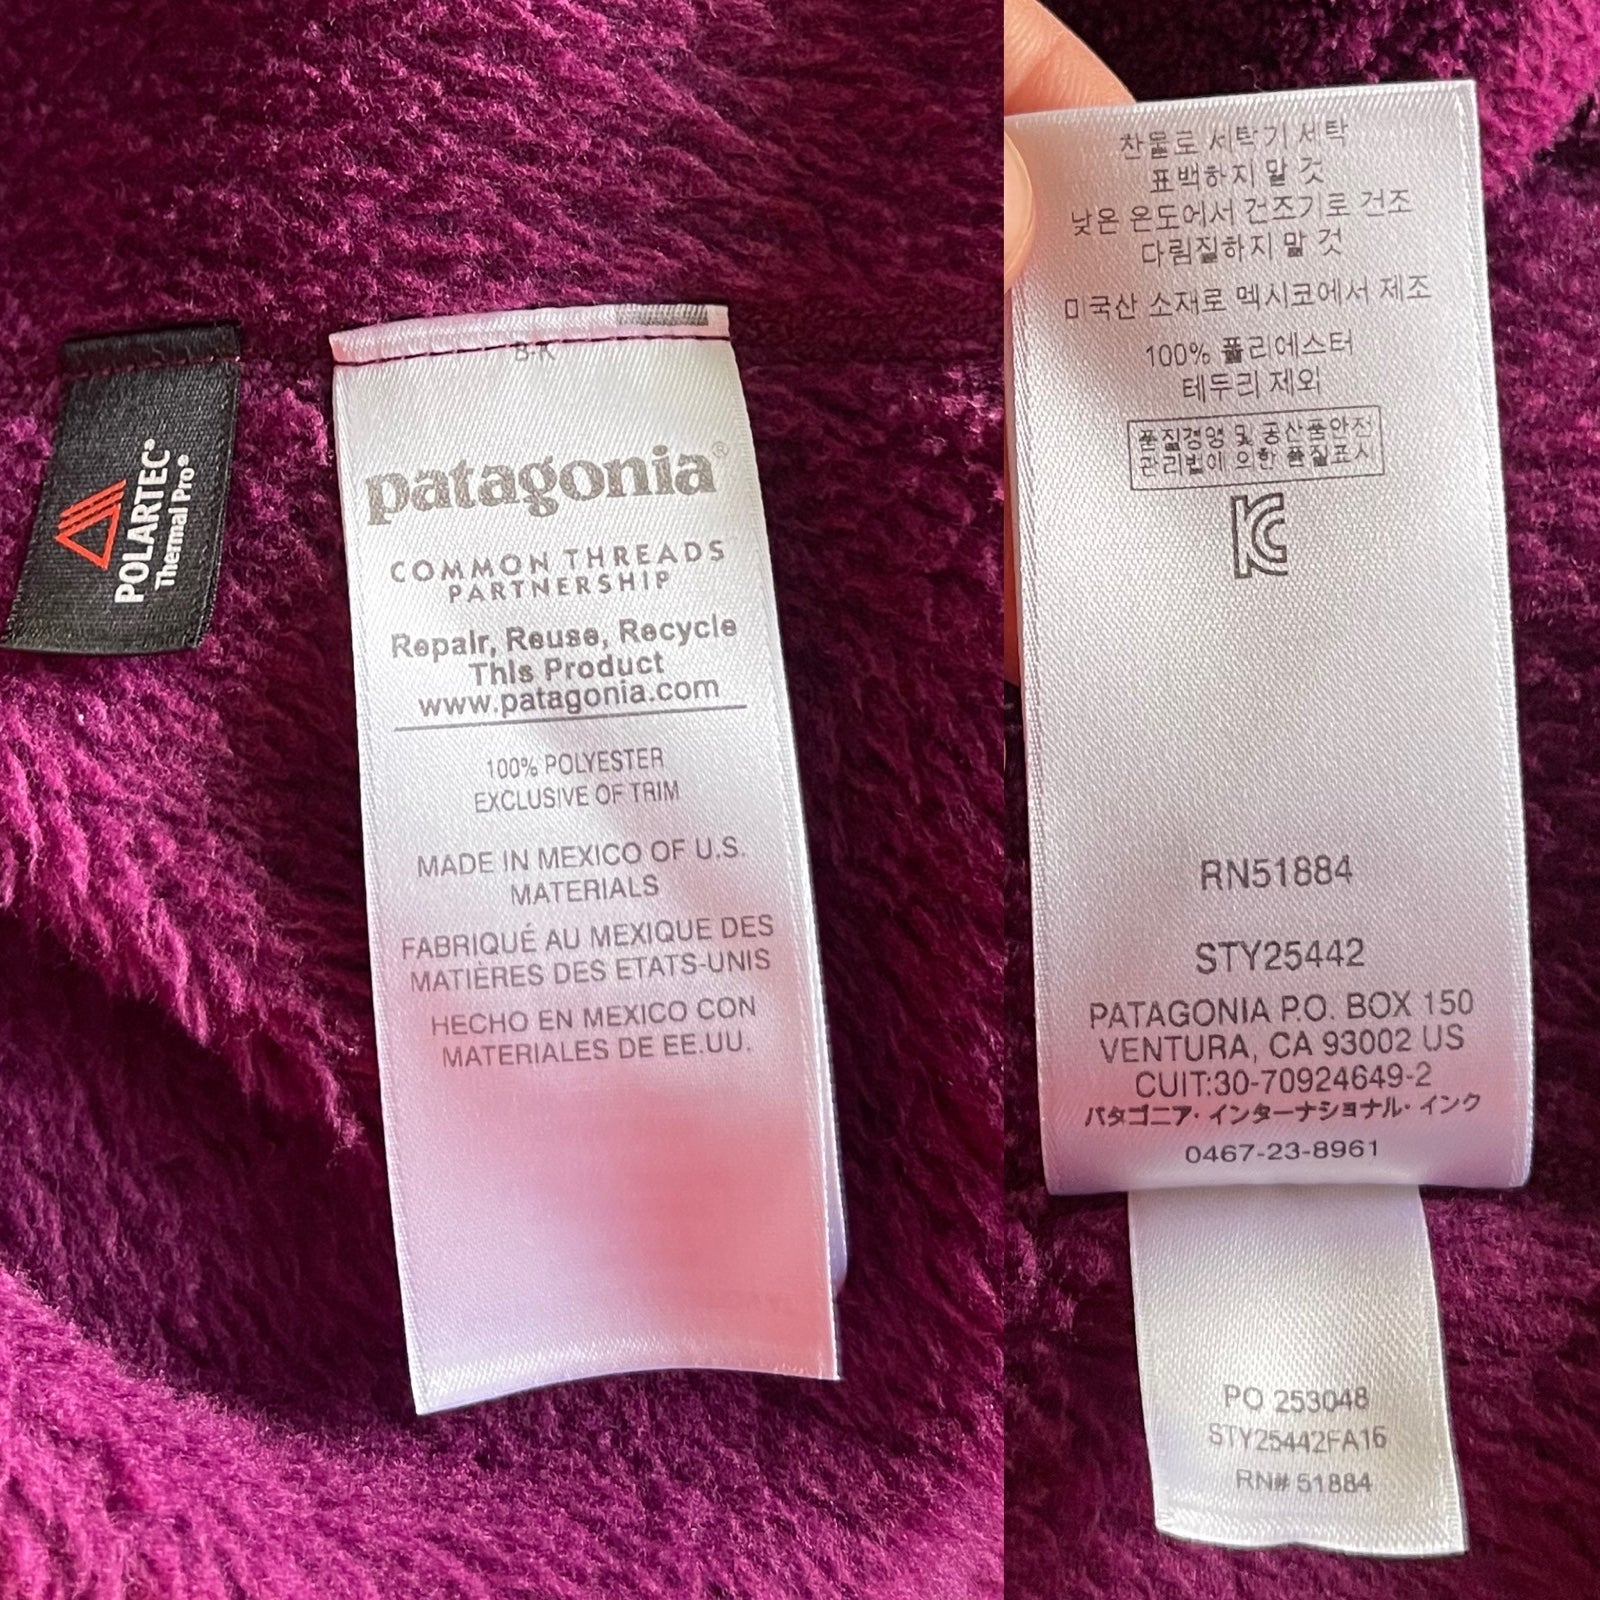 POLARTEC®
Thermal Pro®
B-K
patagonia®
COMMON THREADS
PARTNERSHIP
Repair, Reuse, Recycle
This Product
www.patagonia.com
100% POLYESTER
EXCLUSIVE OF TRIM
MADE IN MEXICO OF U.S.
MATERIALS
FABRIQUÉ AU MEXIQUE DES
MATIÈRES DES ETATS-UNIS
HECHO EN MEXICO CON
MATERIALES DE EE.UU.
찬물로 세탁기 세탁
표백하지 말 것
낮은 온도에서 건조기로 건조
다림질하지 말 것
미국산 소재로 멕시코에서 제조
100% 폴리에스터
테두리 제외
품질경영 및 공산품안전
관리법에 의한 품질표시
KC
RN51884
STY25442
PATAGONIA P.O. BOX 150
VENTURA, CA 93002 US
CUIT:30-70924649-2
パタゴニア・インターナショナル・インク
0467-23-8961
PO 253048
STY25442FA16
RN# 51884